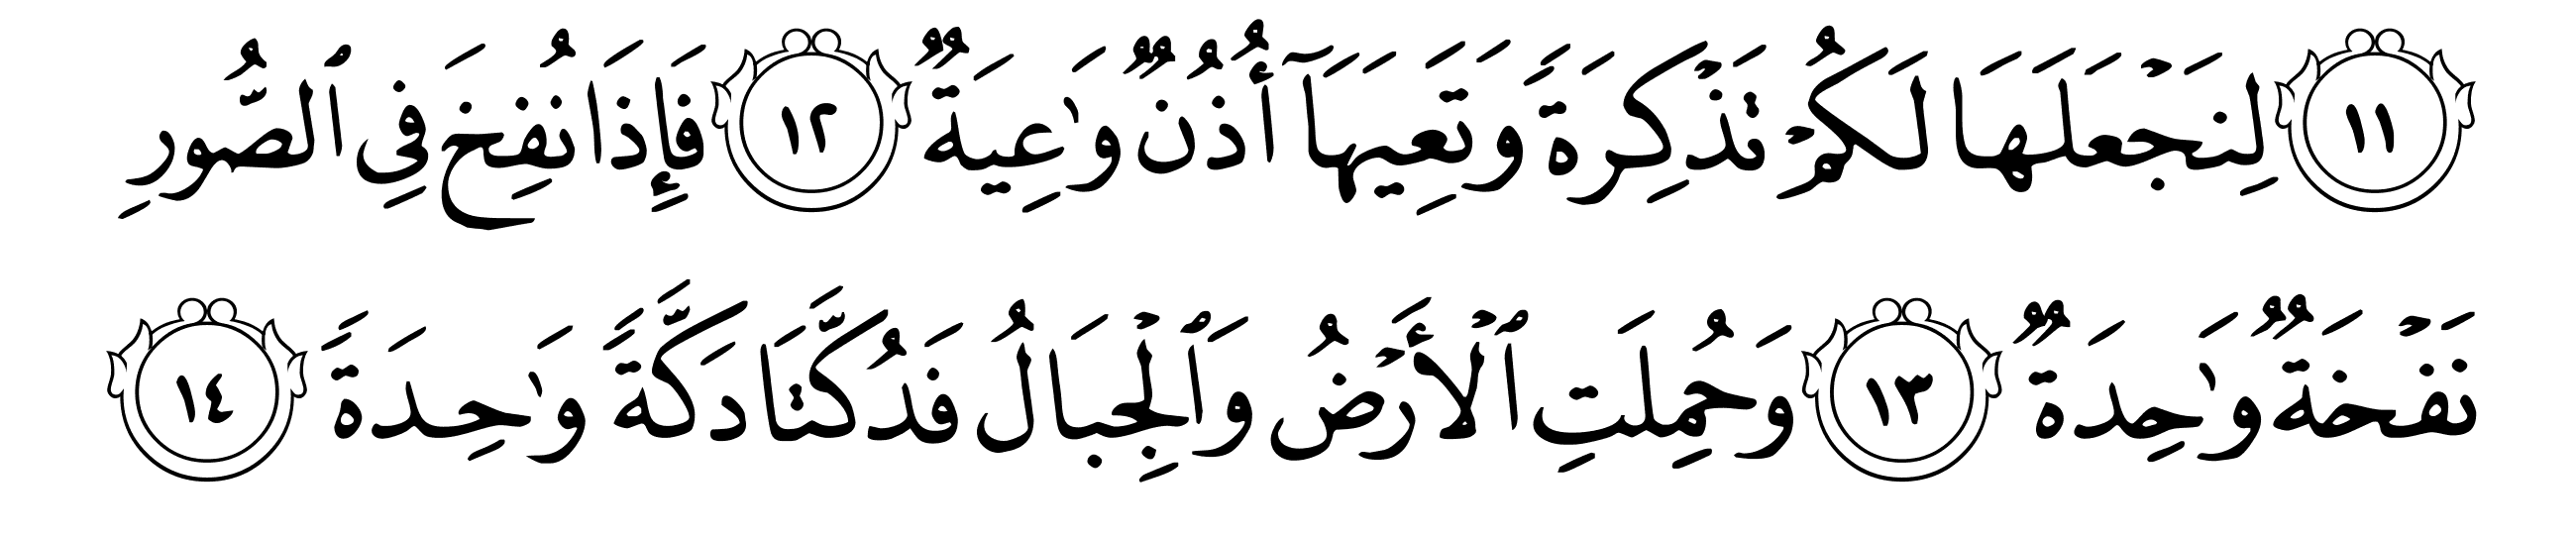 ١١ لِنَجْعَلَهَا لَكُمْ تَذْكِرَةً وَتَعِيَهَآ أُذُنٌ وَٰعِيَةٌ ١٢ فَإِذَا نُفِخَ فِى ٱلصُّورِ
نَفْخَةٌ وَٰحِدَةٌ ١٣ وَحُمِلَتِ ٱلْأَرْضُ وَٱلْجِبَالُ فَدُكَّتَا دَكَّةً وَٰحِدَةً ١٤